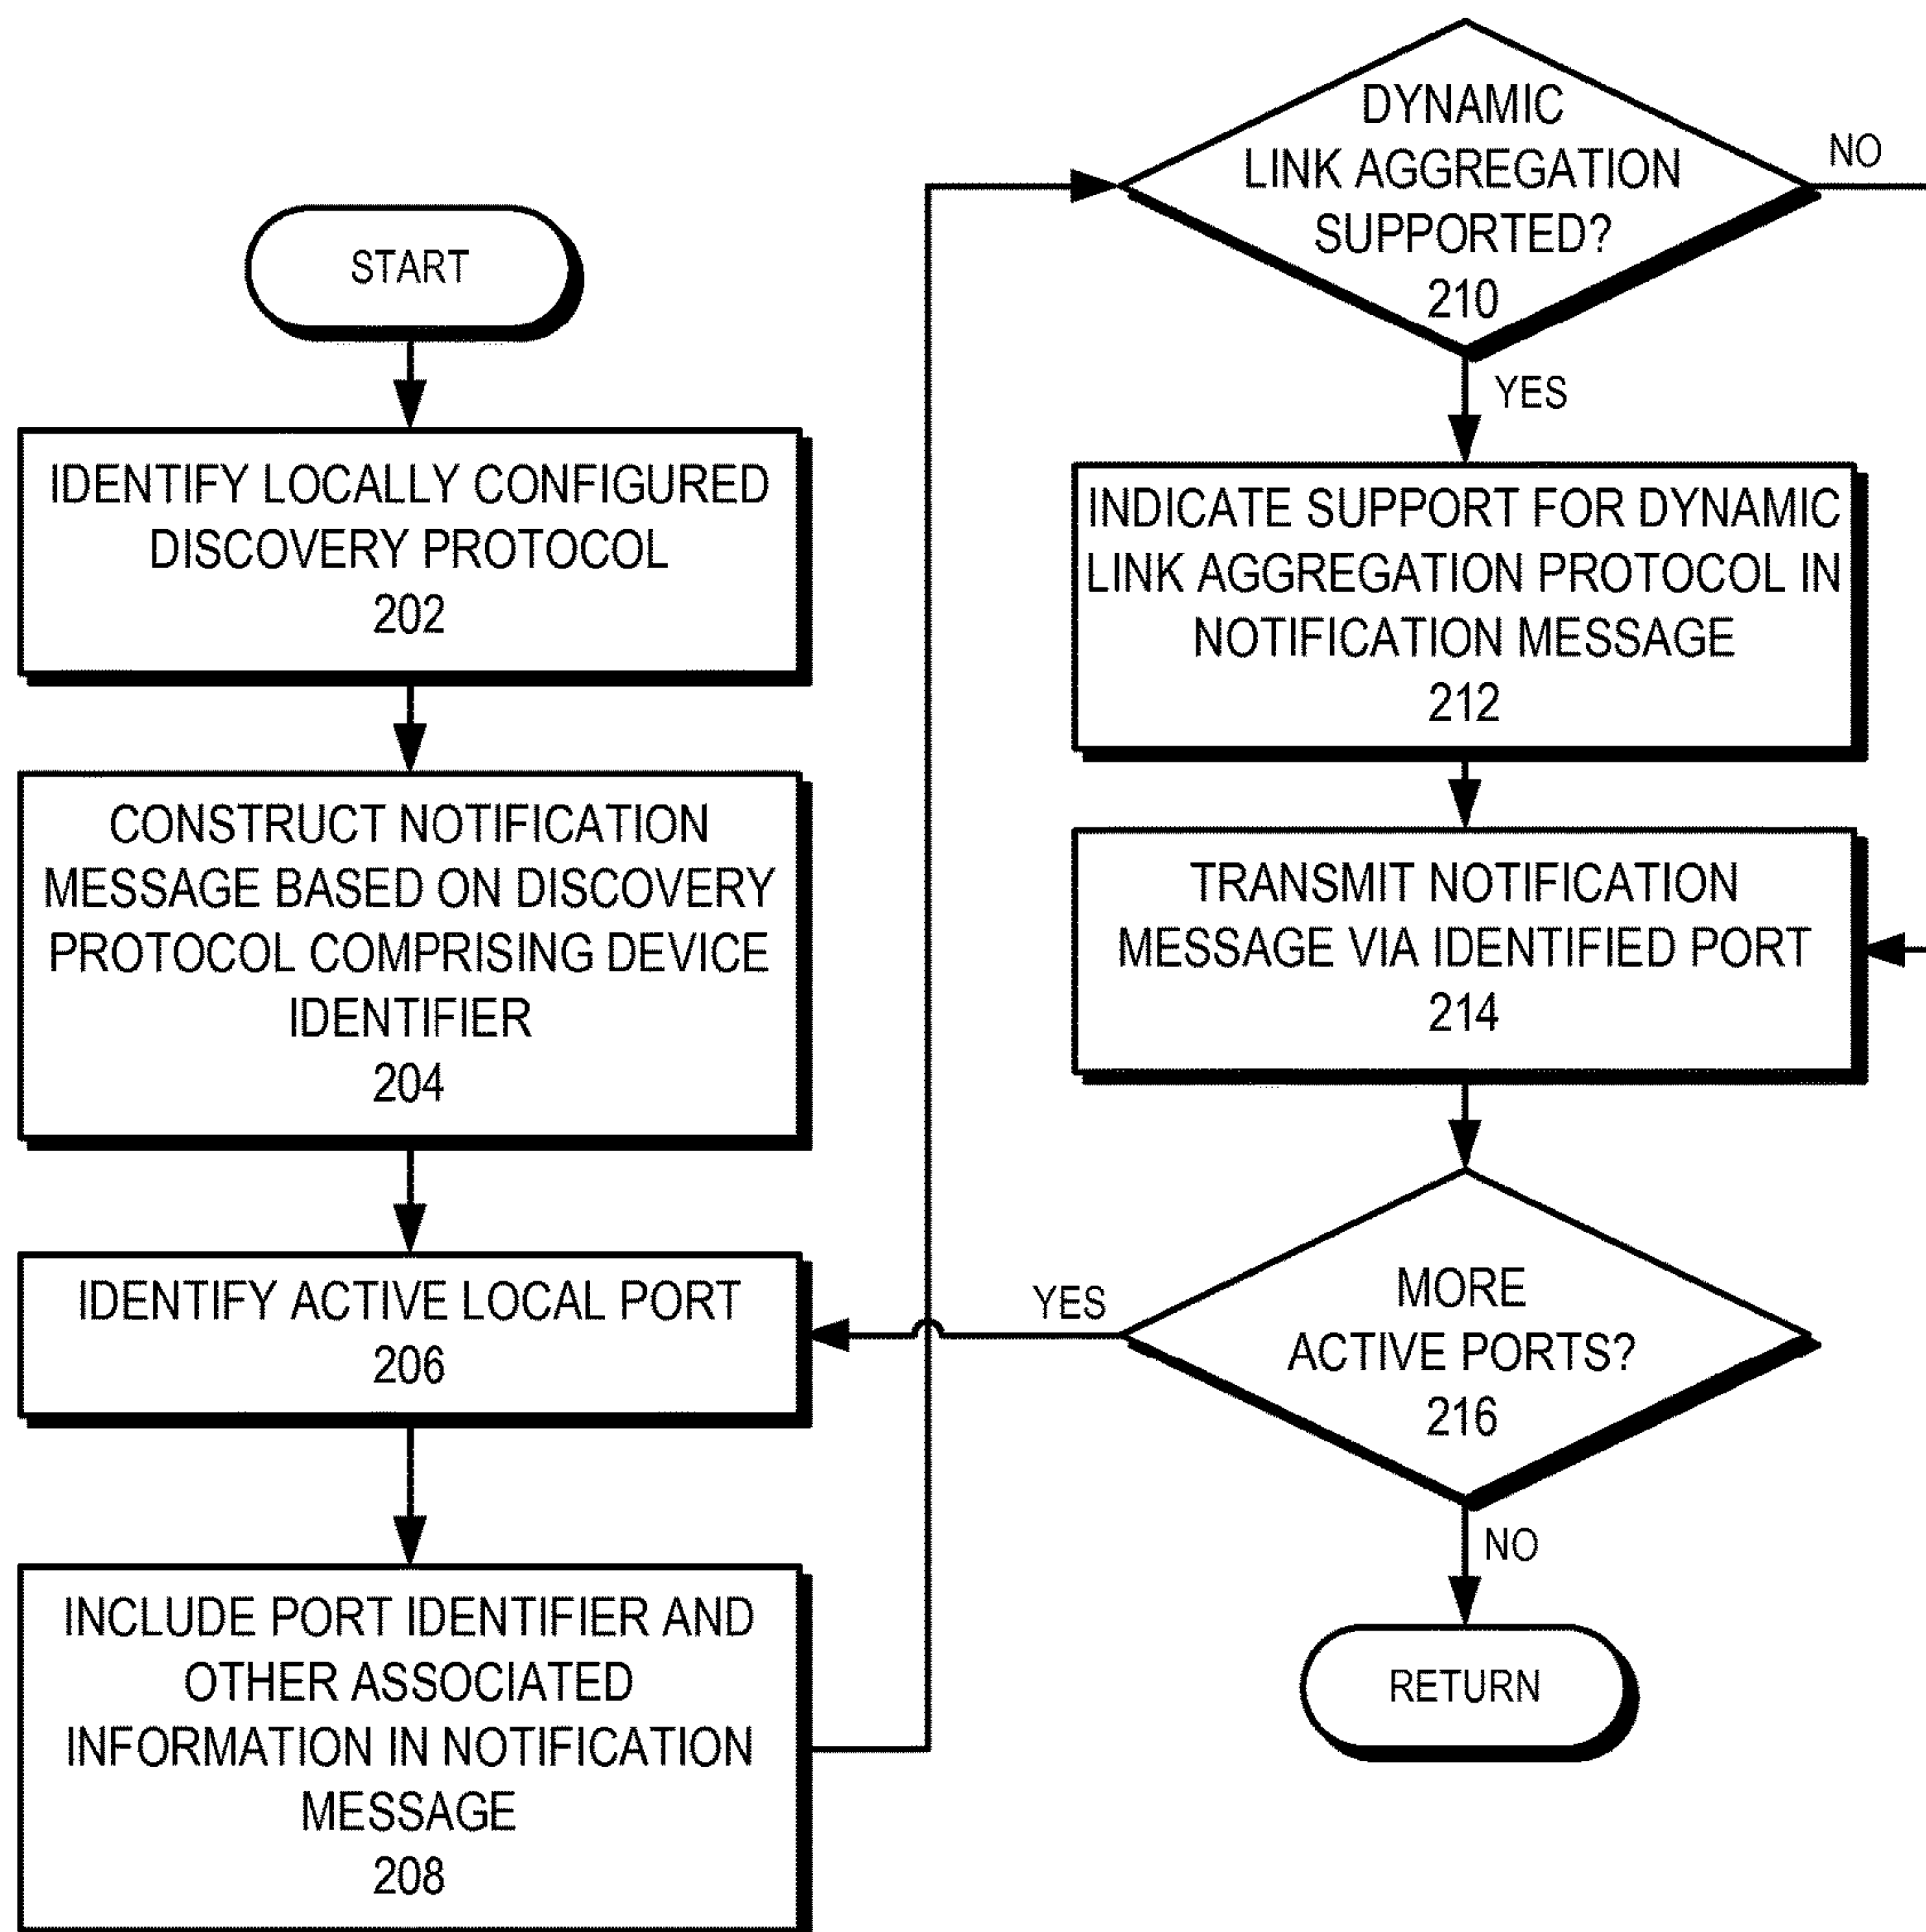 START
IDENTIFY LOCALLY CONFIGURED
DISCOVERY PROTOCOL
202
CONSTRUCT NOTIFICATION
MESSAGE BASED ON DISCOVERY
PROTOCOL COMPRISING DEVICE
IDENTIFIER
204
IDENTIFY ACTIVE LOCAL PORT
206
INCLUDE PORT IDENTIFIER AND
OTHER ASSOCIATED
INFORMATION IN NOTIFICATION
MESSAGE
208
DYNAMIC
LINK AGGREGATION
SUPPORTED?
210
NO
YES
INDICATE SUPPORT FOR DYNAMIC
LINK AGGREGATION PROTOCOL IN
NOTIFICATION MESSAGE
212
TRANSMIT NOTIFICATION
MESSAGE VIA IDENTIFIED PORT
214
YES
MORE
ACTIVE PORTS?
216
NO
RETURN